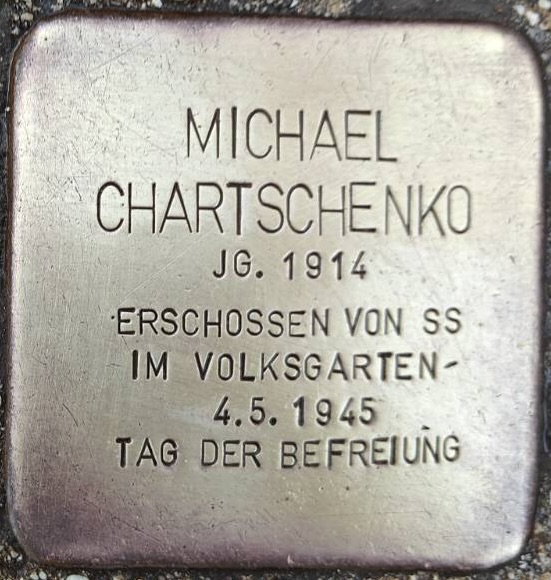 MICHAEL
CHARTSCHENKO
JG. 1914
ERSCHOSSEN VON SS
IM VOLKSGARTEN-
4.5.1945
TAG DER BEFREIUNG